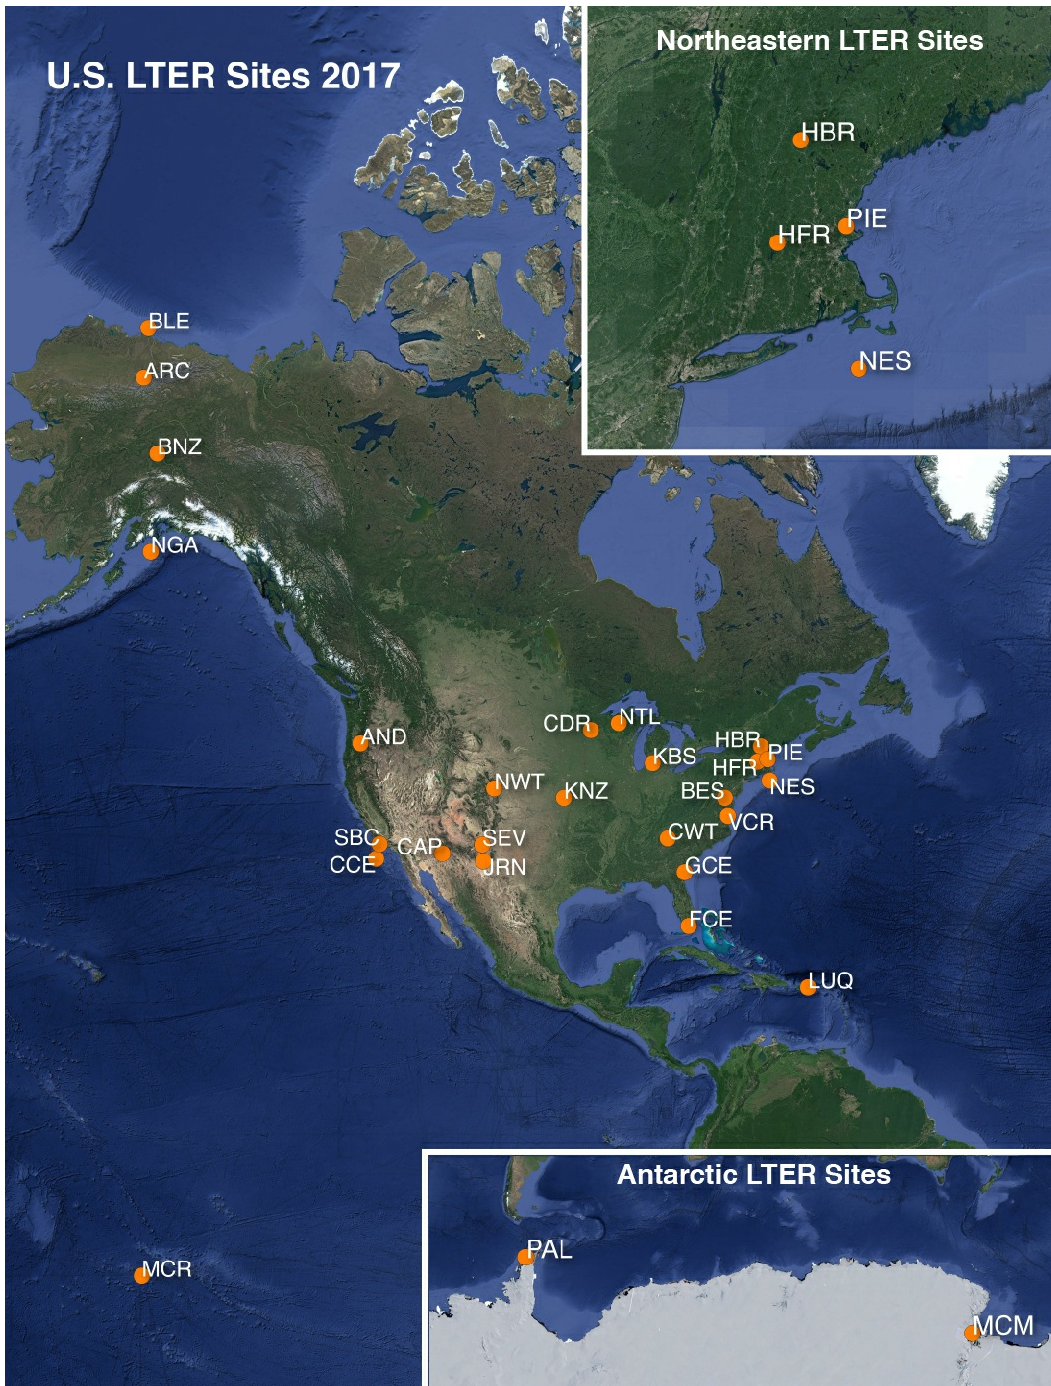 U.S. LTER Sites 2017
Northeastern LTER Sites
HBR
PIE
HFR
NES
BLE
ARC
BNZ
NGA
CDR
NTL
AND
HBR
PIE
KBS
HFR
NWT
KNZ
BES
NES
VCR
SBC
CAP
SEV
CWT
CCE
JRN
GCE
FCE
LUQ
MCR
Antarctic LTER Sites
PAL
MCM